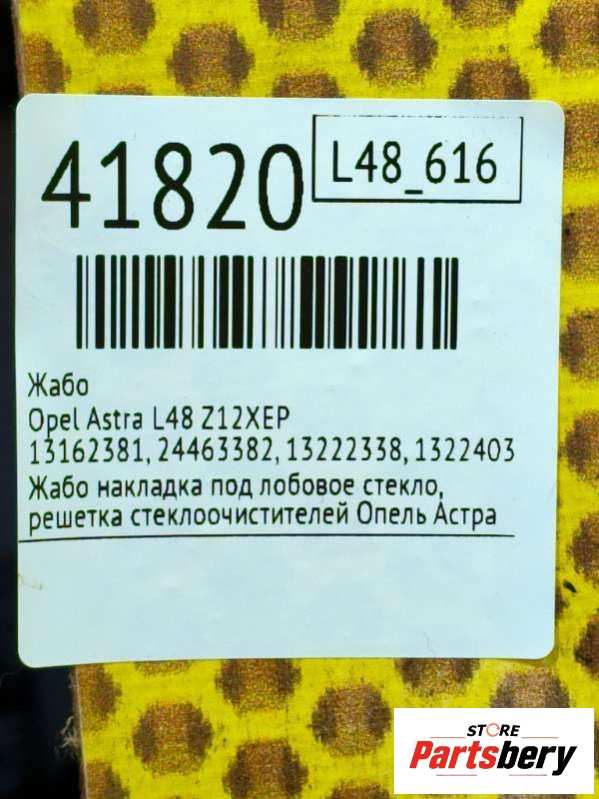 41820
L48_616
Жабо
Opel Astra L48 Z12XEP
13162381, 24463382, 13222338, 1322403
Жабо накладка под лобовое стекло,
решетка стеклоочистителей Опель Астра
STORE
Partsbery